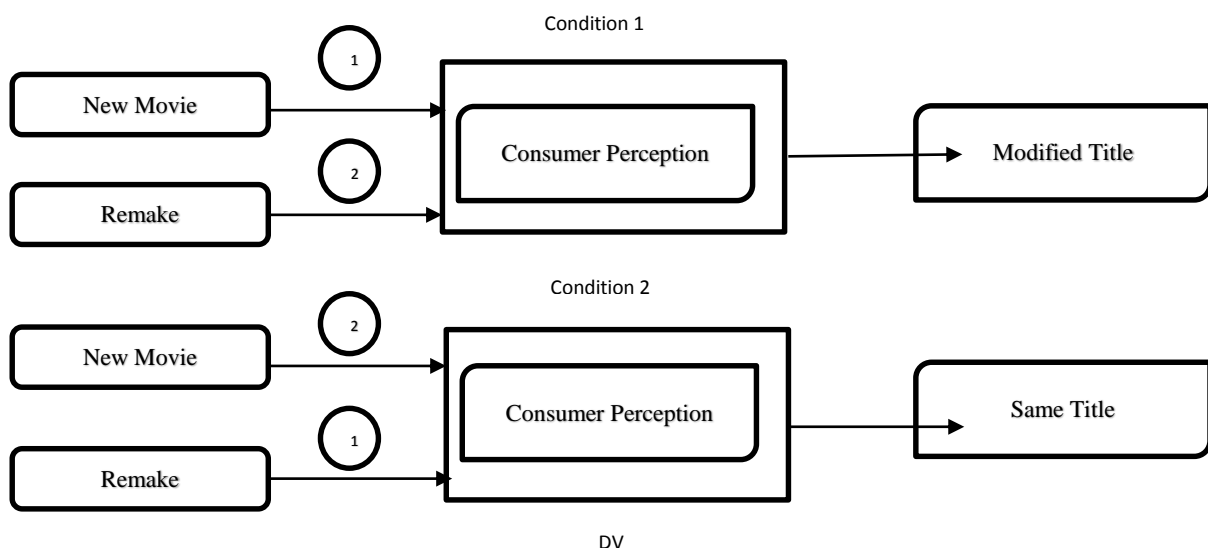 Condition 1
1
New Movie
Consumer Perception
Modified Title
2
Remake
Condition 2
2
New Movie
Consumer Perception
Same Title
1
Remake
DV